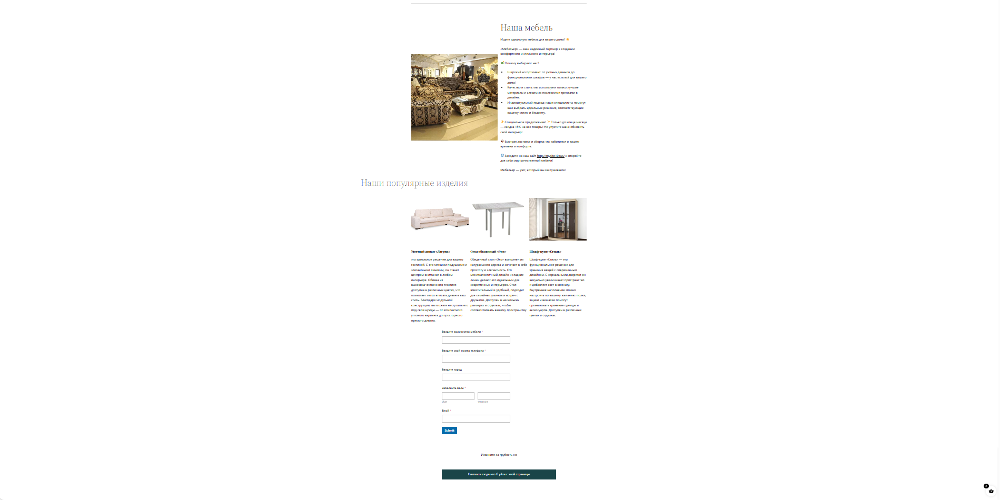 Наша мебель
Ищете идеальную мебель для вашего дома?
«Мебельер» — ваш надежный партнер в создании
комфортного и стильного интерьера!
Почему выбирают нас?
Широкий ассортимент: от уютных диванов до
функциональных шкафов — у нас есть всё для вашего
дома!
Качество и стиль: мы используем только лучшие
материалы и следим за последними трендами в
дизайне.
Индивидуальный подход: наши специалисты помогут
вам выбрать идеальные решения, соответствующие
вашему стилю и бюджету.
Специальное предложение! Только до конца месяца
— скидка 15% на все товары! Не упустите шанс обновить
свой интерьер!
Быстрая доставка и сборка: мы заботимся о вашем
времени и комфорте.
Заходите на наш сайт http://mysite10.rus/ и откройте
для себя мир качественной мебели!
Мебельер — уют, который вы заслуживаете!
Наши популярные изделия
Уютный диван «Лагуна»
это идеальное решение для вашего
гостиной. С его мягкими подушками и
элегантными линиями, он станет
центром внимания в любом
интерьере. Обивка из
высококачественного текстиля
доступна в различных цветах, что
позволяет легко вписать диван в ваш
стиль. Благодаря модульной
конструкции, вы можете настроить его
под свои нужды — от компактного
углового варианта до просторного
прямого дивана.
Стол обеденный «Эко»
Обеденный стол «Эко» выполнен из
натурального дерева и сочетает в себе
простоту и элегантность. Его
минималистичный дизайн и гладкие
линии делают его идеальным для
современных интерьеров. Стол
вместительный и удобный, подходит
для семейных ужинов и встреч с
друзьями. Доступен в нескольких
размерах и отделках, чтобы
соответствовать вашему пространству.
Шкаф-купе «Стиль»
Шкаф-купе «Стиль» — это
функциональное решение для
хранения вещей с современным
дизайном. С зеркальными дверями он
визуально увеличивает пространство
и добавляет свет в комнату.
Внутреннее наполнение можно
настроить по вашему желанию: полки,
ящики и вешалки помогут
организовать хранение одежды и
аксессуаров. Доступен в различных
цветах и отделках.
Введите количество мебели *
Введите свой номер телефона *
Введите город
Заполните поле *
Имя
Фамилия
Email *
Submit
Извините за грубость но
Нажмите сюда что б уйти с этой страницы